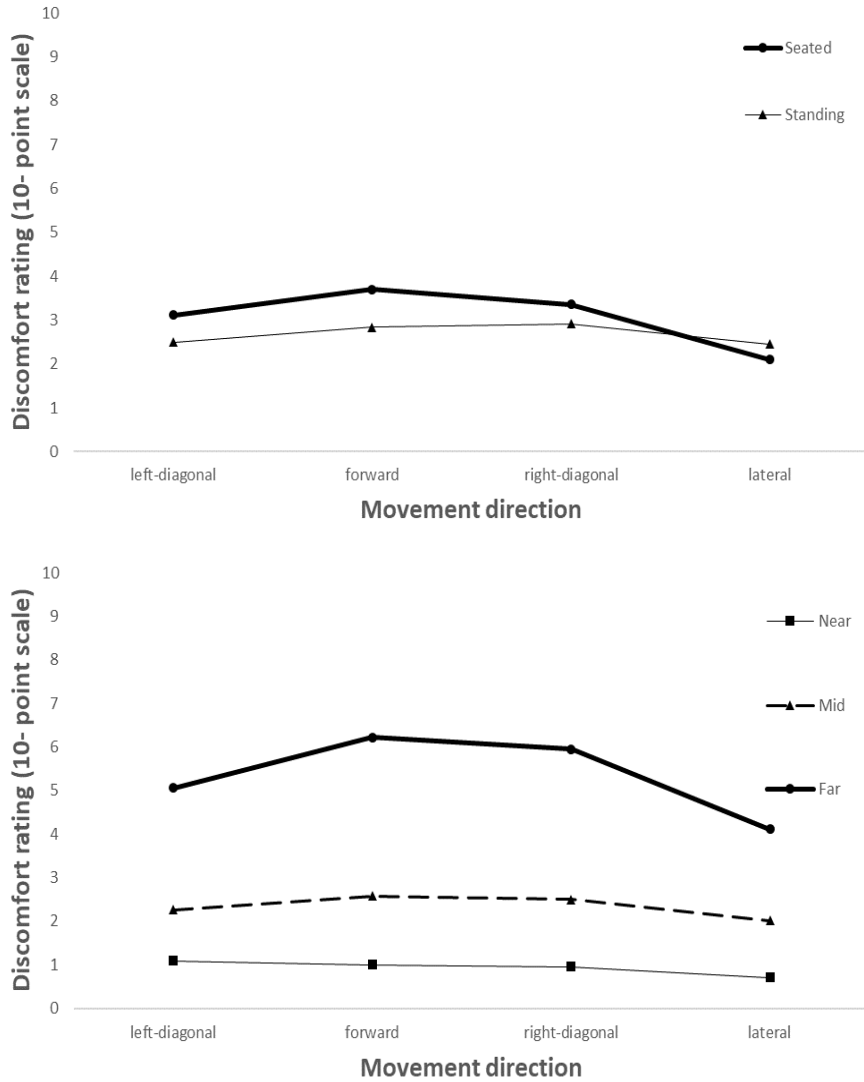 10
9
8
7
6
5
4
3
2
1
0
Discomfort rating (10- point scale)
Seated
Standing
left-diagonal forward right-diagonal lateral
Movement direction
10
9
8
7
6
5
4
3
2
1
0
Discomfort rating (10- point scale)
Near
Mid
Far
left-diagonal forward right-diagonal lateral
Movement direction